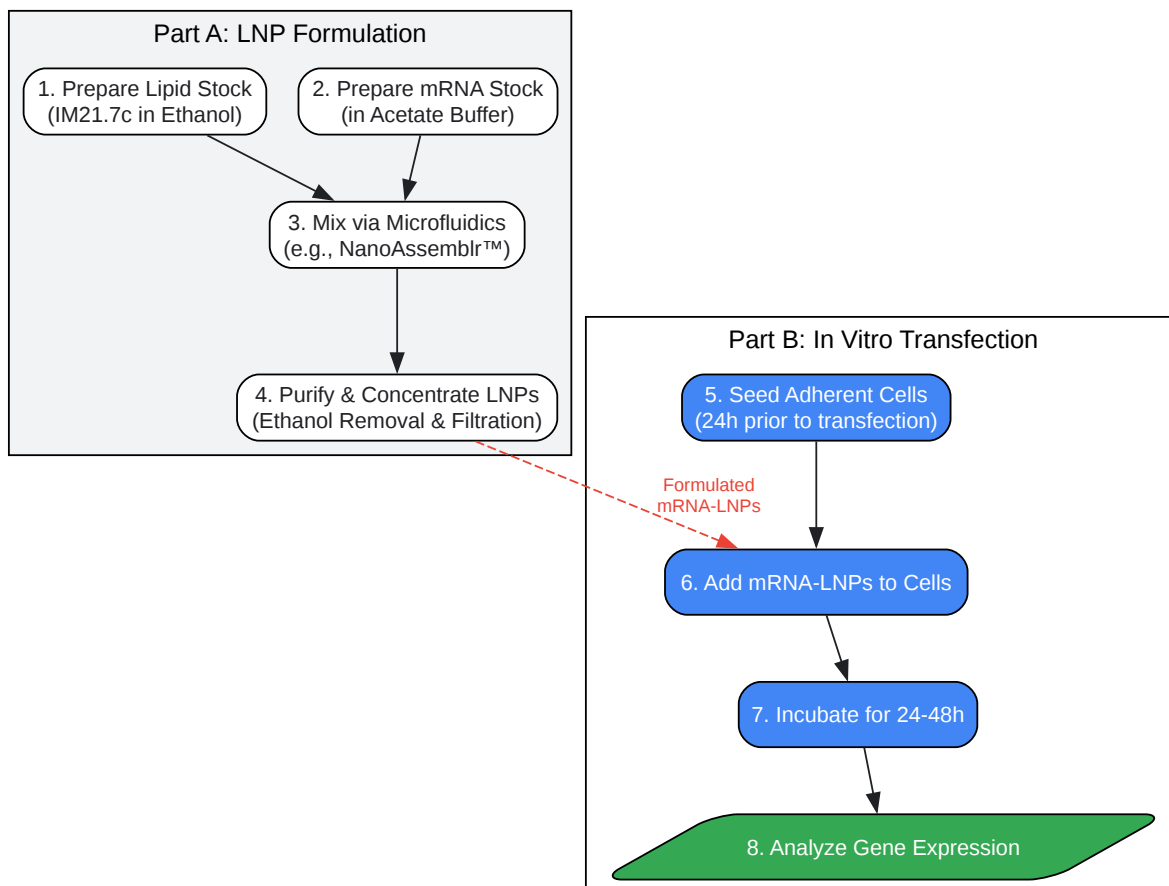 Part A: LNP Formulation
1. Prepare Lipid Stock
(IM21.7c in Ethanol)
2. Prepare mRNA Stock
(in Acetate Buffer)
3. Mix via Microfluidics
(e.g., NanoAssemblr™)
4. Purify & Concentrate LNPs
(Ethanol Removal & Filtration)
Part B: In Vitro Transfection
5. Seed Adherent Cells
(24h prior to transfection)
Formulated
mRNA-LNPs
6. Add mRNA-LNPs to Cells
7. Incubate for 24-48h
8. Analyze Gene Expression